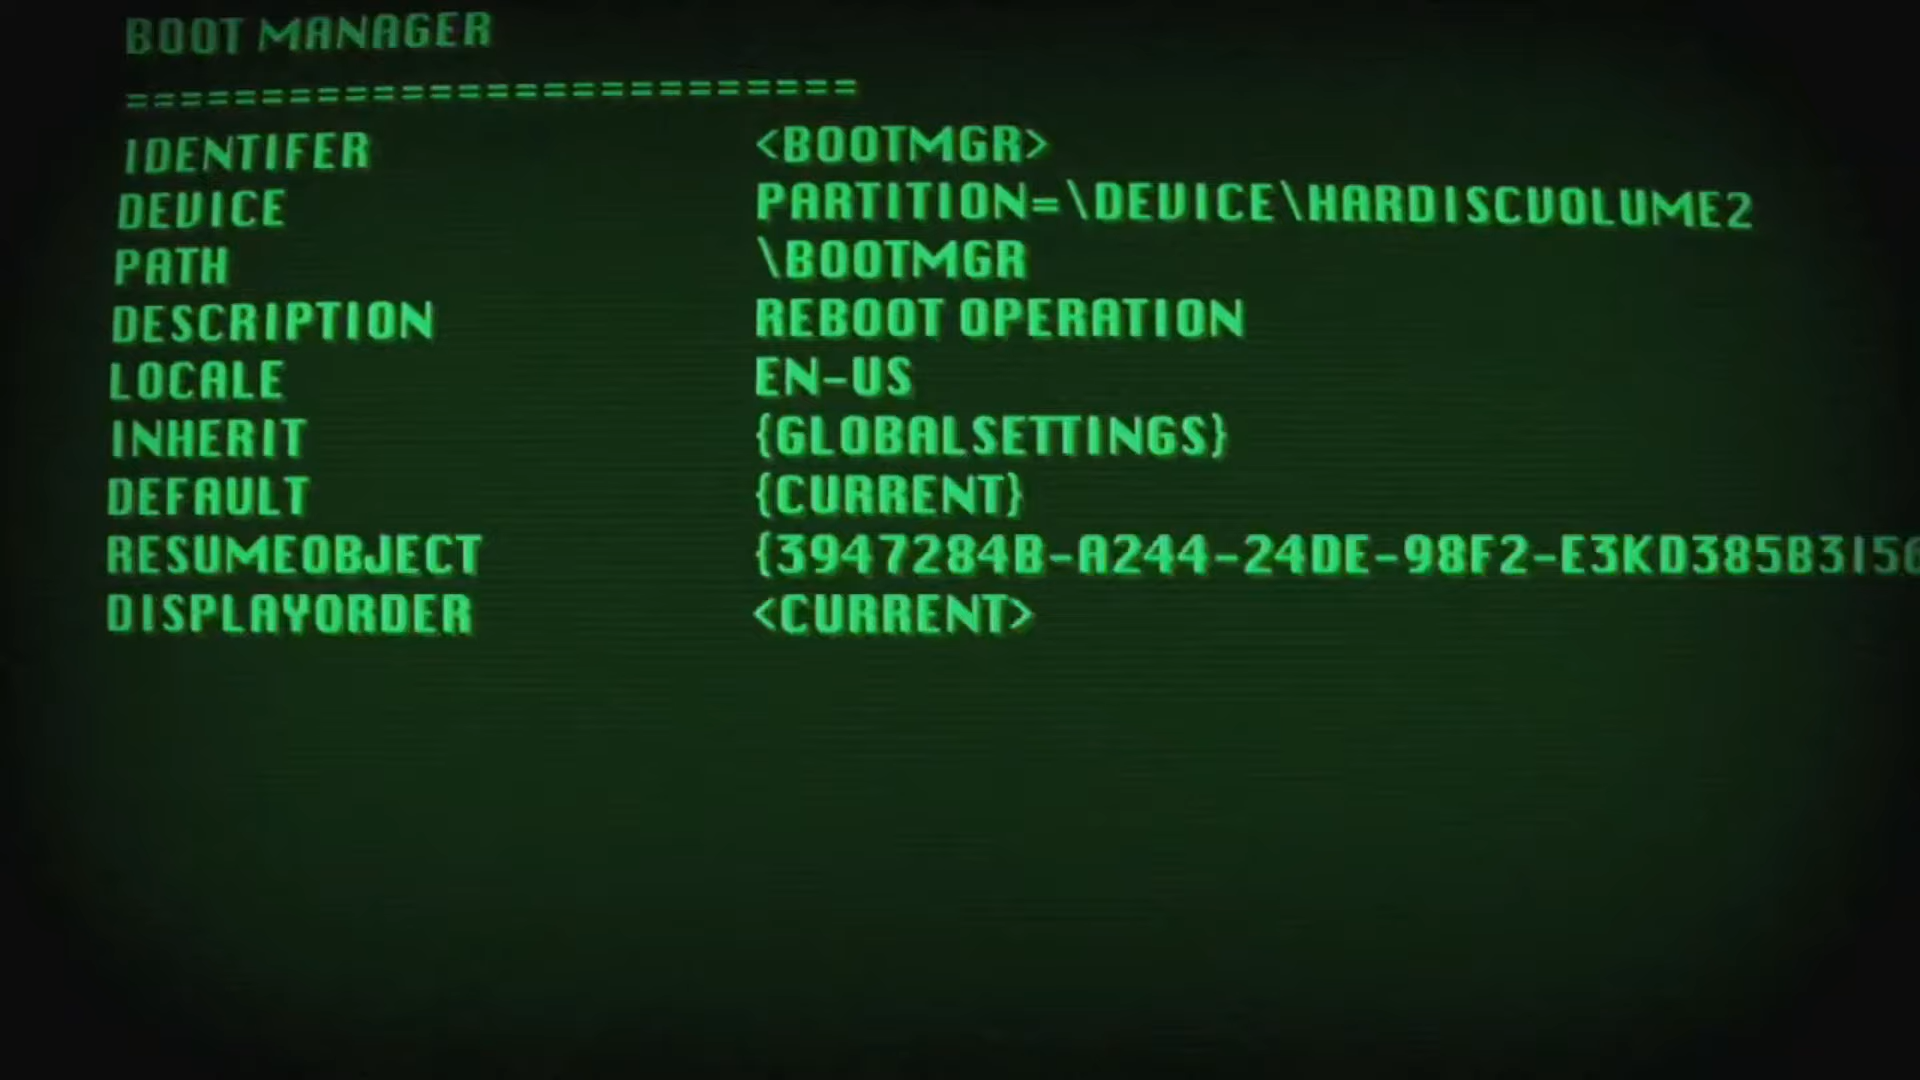 BOOT MANAGER
===========================
IDENTIFER <BOOTMGR>
DEVICE PARTITION=\DEVICE\HARDISCVOLUME2
PATH \BOOTMGR
DESCRIPTION REBOOT OPERATION
LOCALE EN-US
INHERIT {GLOBALSETTINGS}
DEFAULT {CURRENT}
RESUMEOBJECT {3947284B-A244-24DE-98F2-E3KD385B3156
DISPLAYORDER <CURRENT>